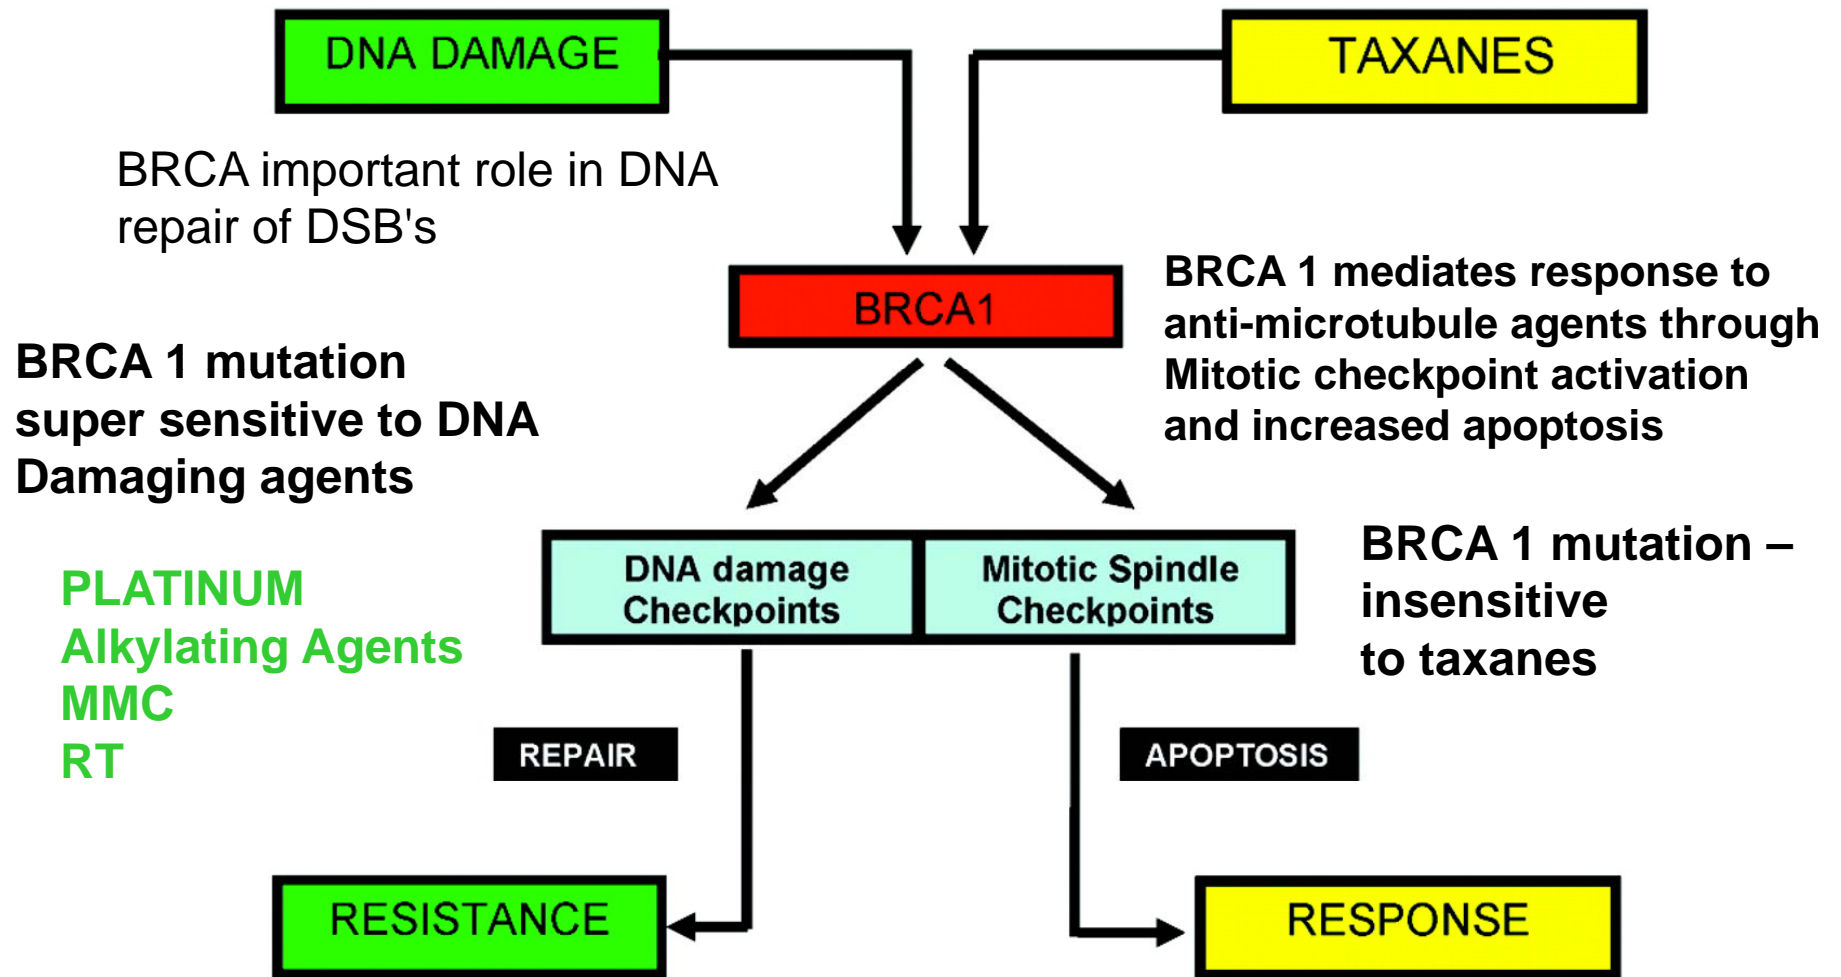 DNA DAMAGE
TAXANES
BRCA important role in DNA
repair of DSB's
BRCA1
BRCA 1 mediates response to
anti-microtubule agents through
Mitotic checkpoint activation
and increased apoptosis
BRCA 1 mutation
super sensitive to DNA
Damaging agents
PLATINUM
Alkylating Agents
MMC
RT
DNA damage
Checkpoints
Mitotic Spindle
Checkpoints
BRCA 1 mutation –
insensitive
to taxanes
REPAIR
APOPTOSIS
RESISTANCE
RESPONSE